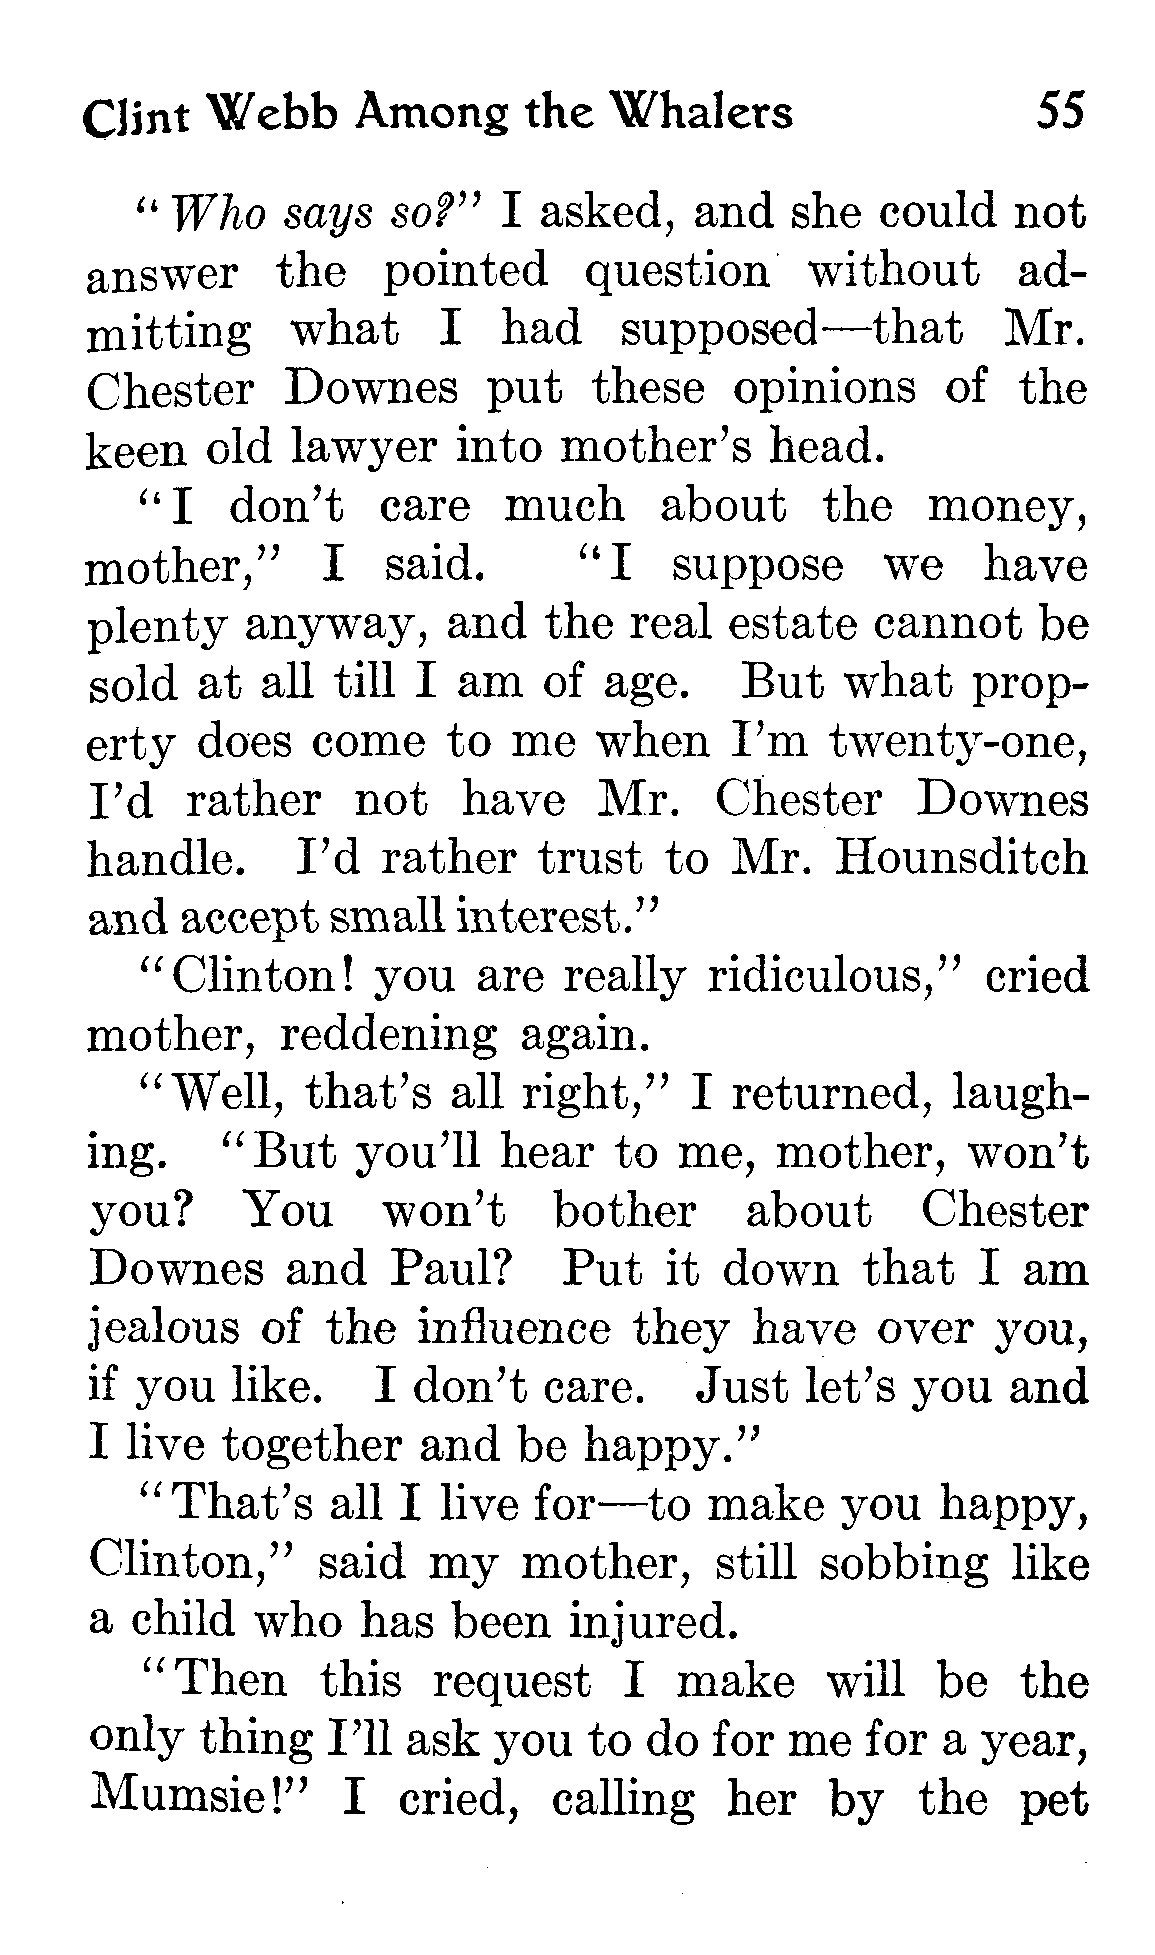 Clint Webb Among the Whalers 55
"Who says so?" I asked, and she could not
answer the pointed question without ad-
mitting what I had supposed—that Mr.
Chester Downes put these opinions of the
keen old lawyer into mother's head.
"I don't care much about the money,
mother," I said. "I suppose we have
plenty anyway, and the real estate cannot be
sold at all till I am of age. But what prop-
erty does come to me when I'm twenty-one,
I'd rather not have Mr. Chester Downes
handle. I'd rather trust to Mr. Hounsditch
and accept small interest."
"Clinton! you are really ridiculous," cried
mother, reddening again.
"Well, that's all right," I returned, laugh-
ing. "But you'll hear to me, mother, won't
you? You won't bother about Chester
Downes and Paul? Put it down that I am
jealous of the influence they have over you,
if you like. I don't care. Just let's you and
I live together and be happy."
"That's all I live for—to make you happy,
Clinton," said my mother, still sobbing like
a child who has been injured.
"Then this request I make will be the
only thing I'll ask you to do for me for a year,
Mumsie!" I cried, calling her by the pet